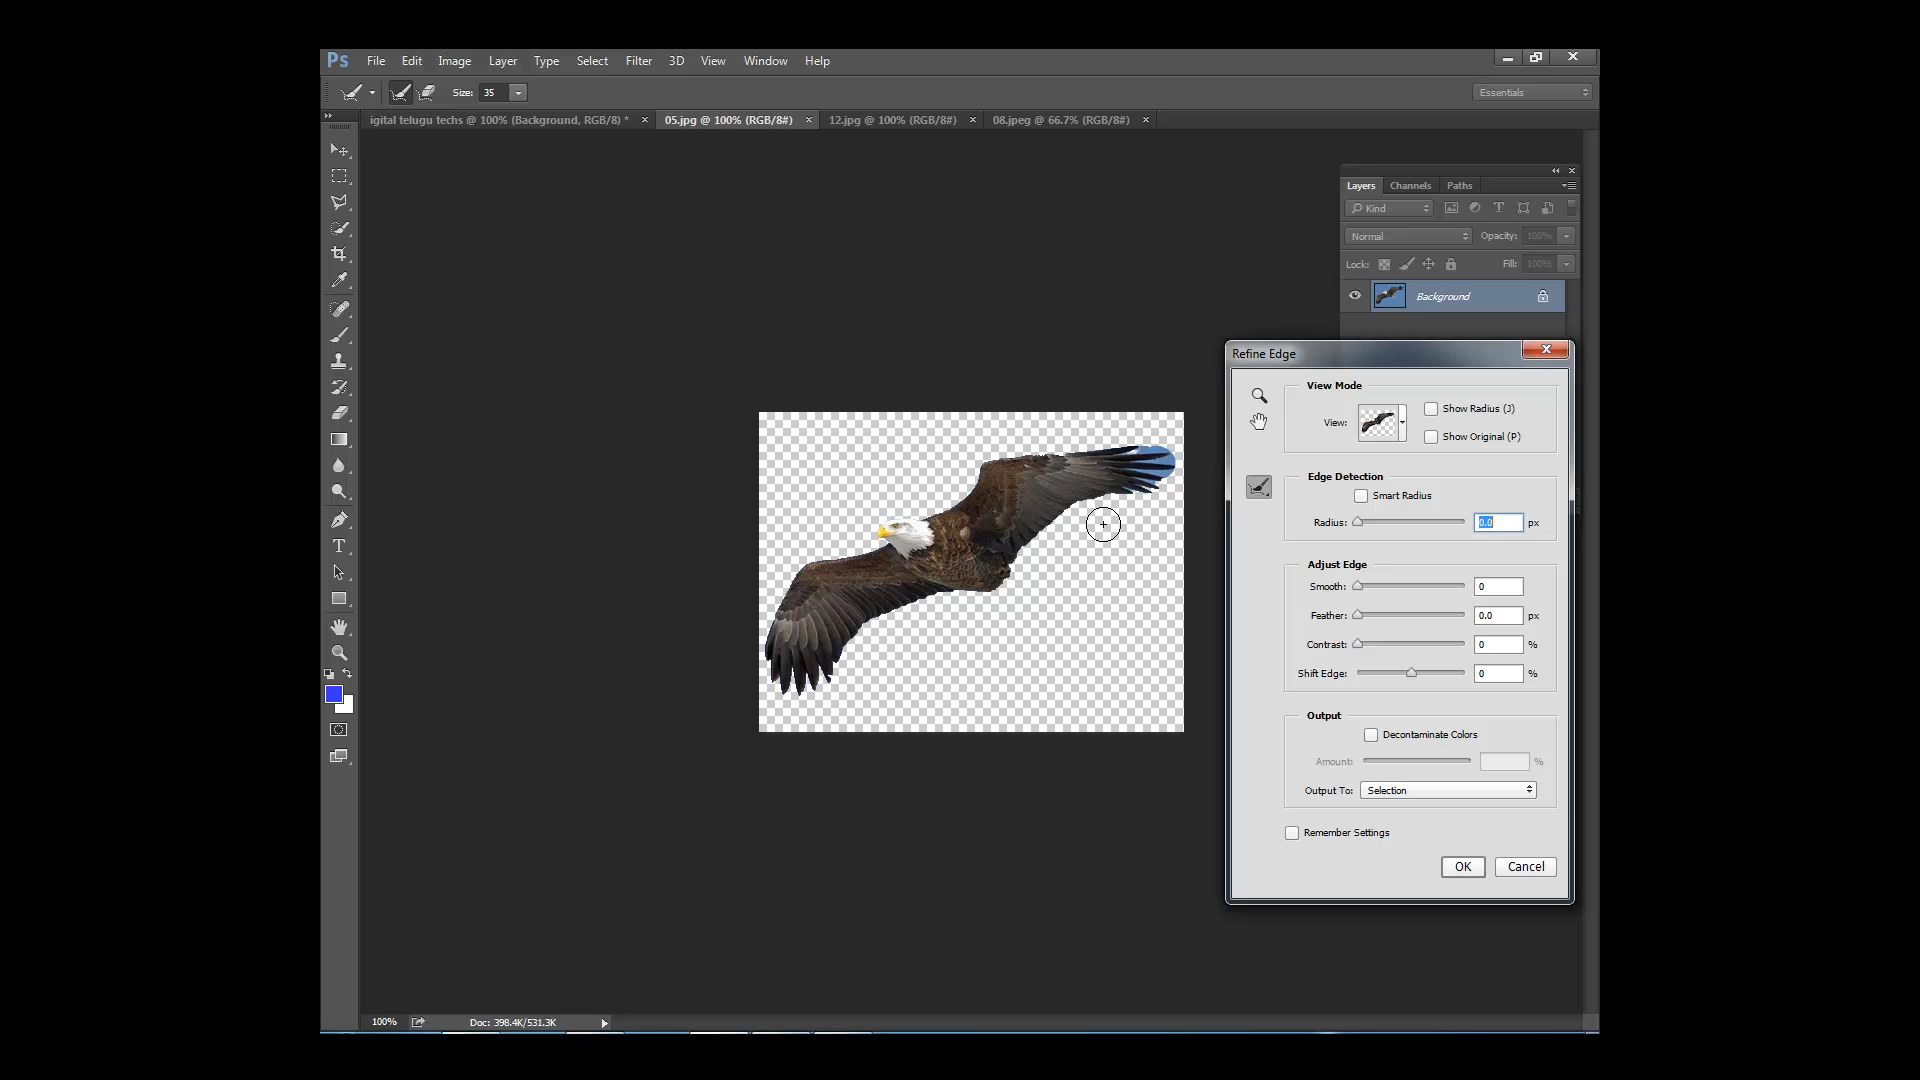 Ps File Edit Image Layer Type Select Filter 3D View Window Help
Size: 35 Essentials
igital telugu techs @ 100% (Background, RGB/8) * 05.jpg @ 100% (RGB/8#) 12.jpg @ 100% (RGB/8#) 08.jpeg @ 66.7% (RGB/8#)
Layers Channels Paths
Kind
Normal Opacity: 100%
Lock: Fill: 100%
Background
Refine Edge
View Mode
View: Show Radius (J)
Show Original (P)
Edge Detection
Smart Radius
Radius: 0.0 px
Adjust Edge
Smooth: 0
Feather: 0.0 px
Contrast: 0 %
Shift Edge: 0 %
Output
Decontaminate Colors
Amount: %
Output To: Selection
Remember Settings
OK Cancel
100% Doc: 398.4K/531.3K